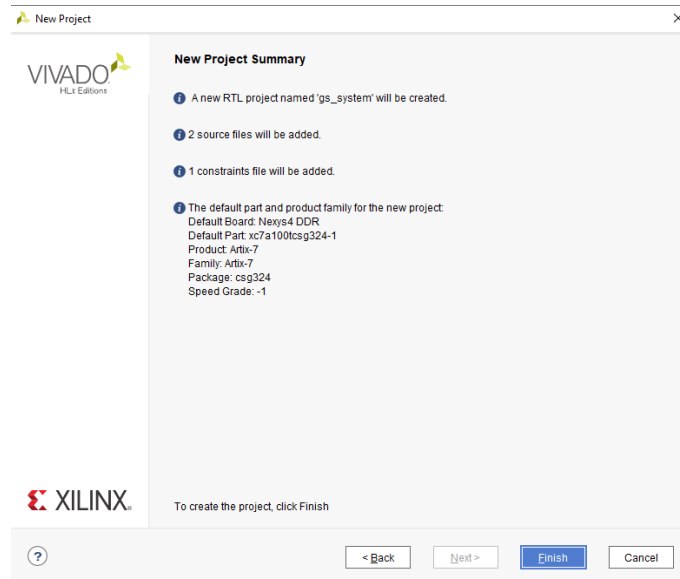 New Project
VIVADO
HLx Editions
New Project Summary
A new RTL project named 'gs_system' will be created.
2 source files will be added.
1 constraints file will be added.
The default part and product family for the new project:
Default Board: Nexys4 DDR
Default Part: xc7a100tcsg324-1
Product: Artix-7
Family: Artix-7
Package: csg324
Speed Grade: -1
XILINX
To create the project, click Finish
?
< Back
Next >
Finish
Cancel